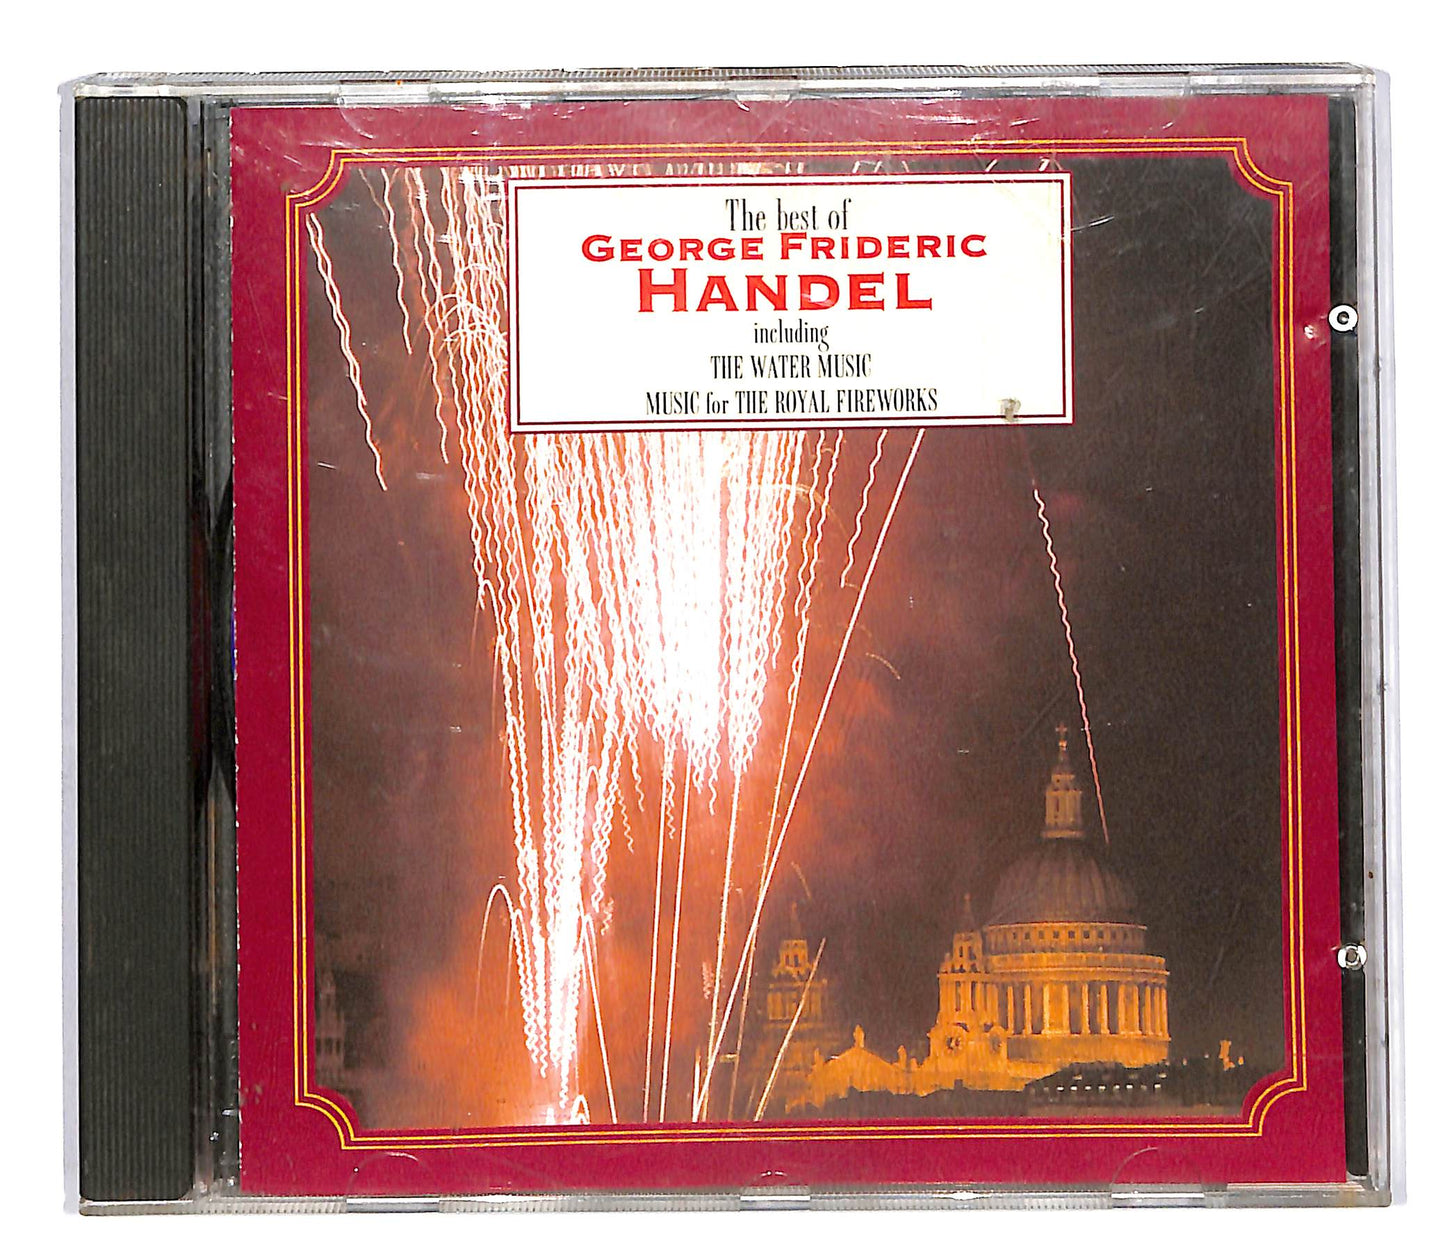 The best of
GEORGE FRIDERIC
HANDEL
including
THE WATER MUSIC
MUSIC for THE ROYAL FIREWORKS